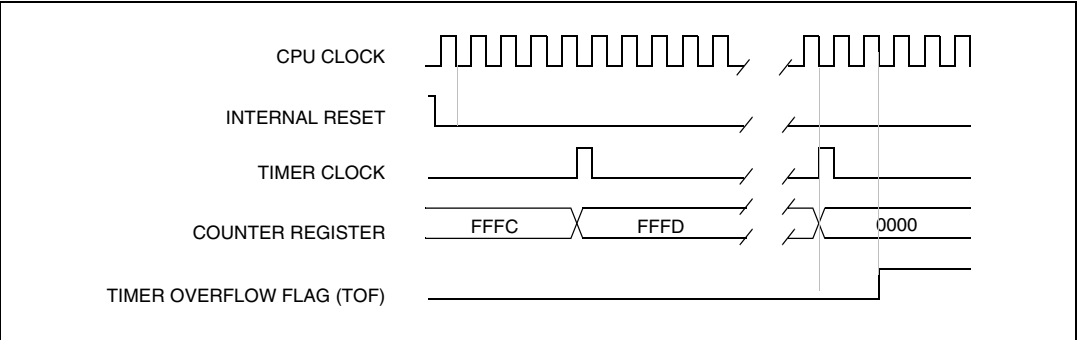 CPU CLOCK
INTERNAL RESET
TIMER CLOCK
COUNTER REGISTER FFFC FFFD 0000
TIMER OVERFLOW FLAG (TOF)